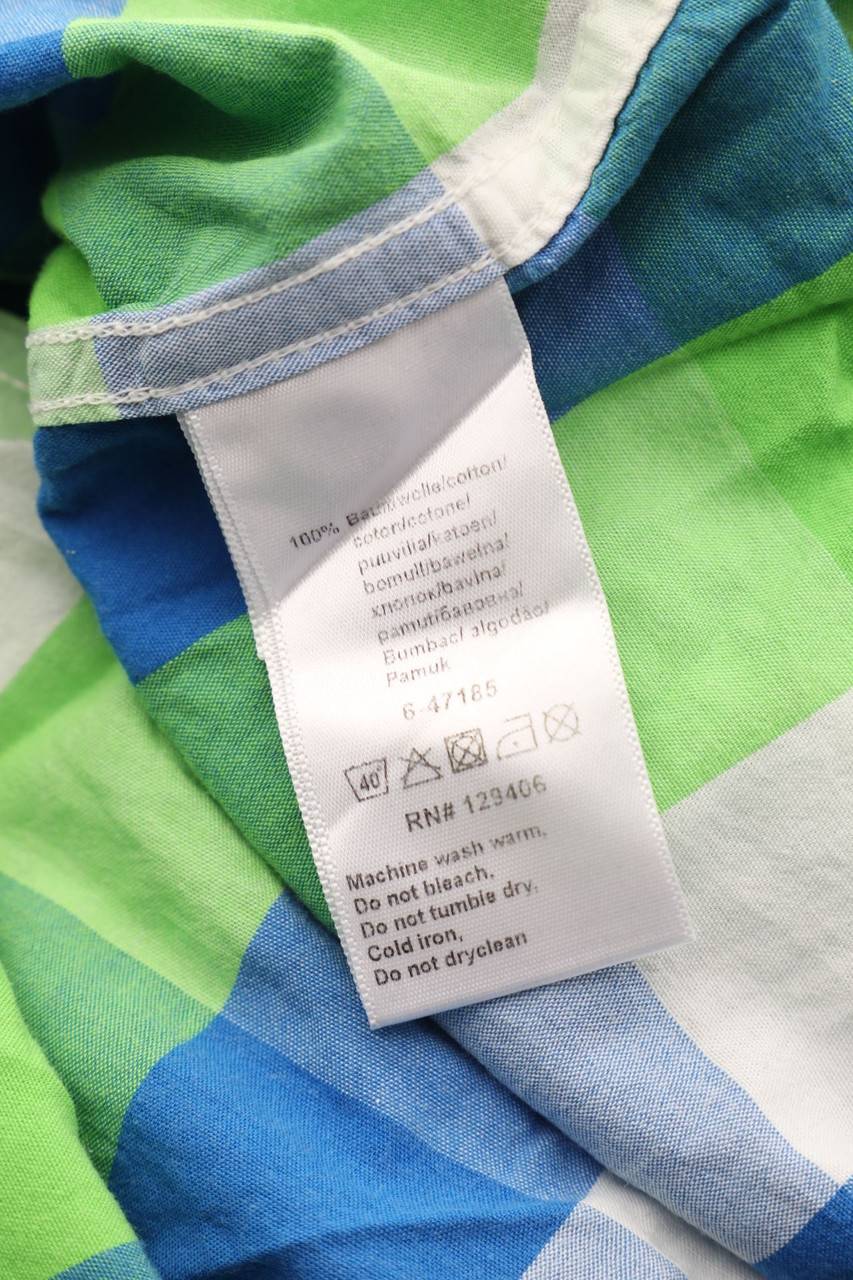 100% Baumwolle/cotton/
coton/cotone/
puuvilla/katoen/
bomull/bawełna/
хлопок/bavlna/
pamut/бавовна/
Bumbac/ algodão/
Pamuk
6-47185
40°
RN# 129406
Machine wash warm,
Do not bleach,
Do not tumble dry,
Cold iron,
Do not dryclean